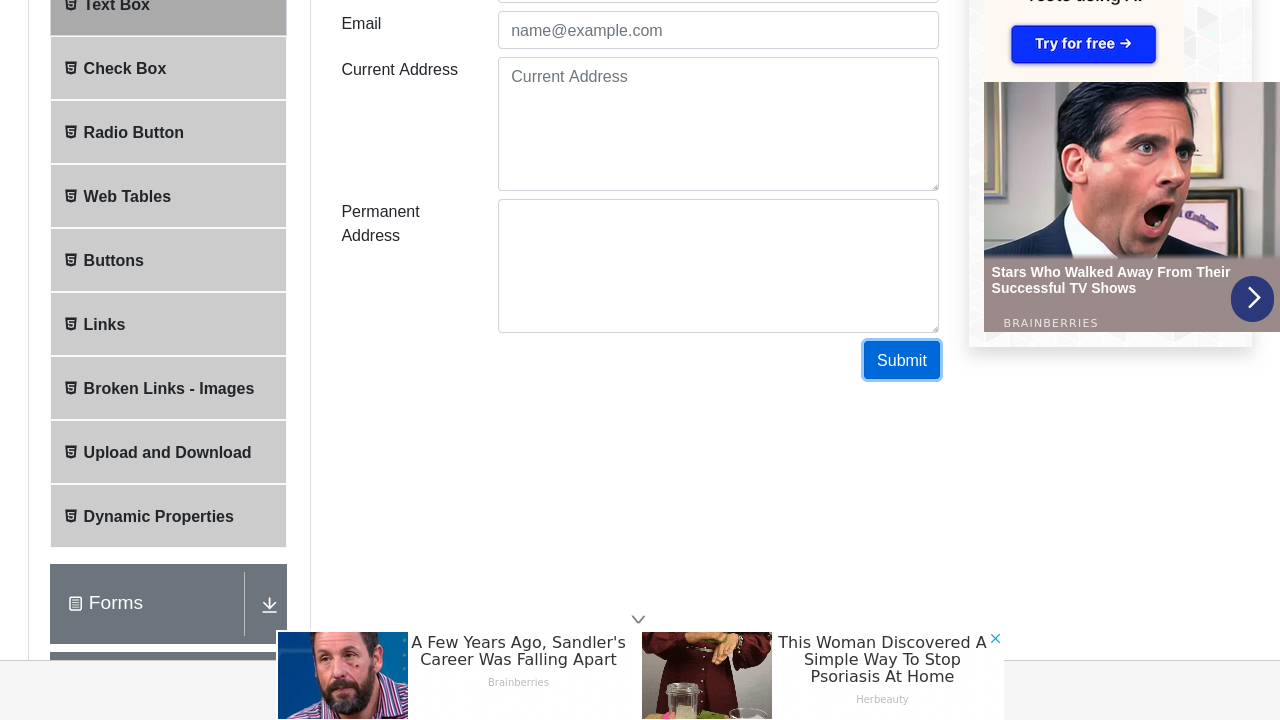 Text Box
Check Box
Radio Button
Web Tables
Buttons
Links
Broken Links - Images
Upload and Download
Dynamic Properties
Forms
Email
name@example.com
Current Address
Current Address
Permanent
Address
Submit
Try for free →
Stars Who Walked Away From Their
Successful TV Shows
BRAINBERRIES
A Few Years Ago, Sandler's
Career Was Falling Apart
Brainberries
This Woman Discovered A
Simple Way To Stop
Psoriasis At Home
Herbeauty